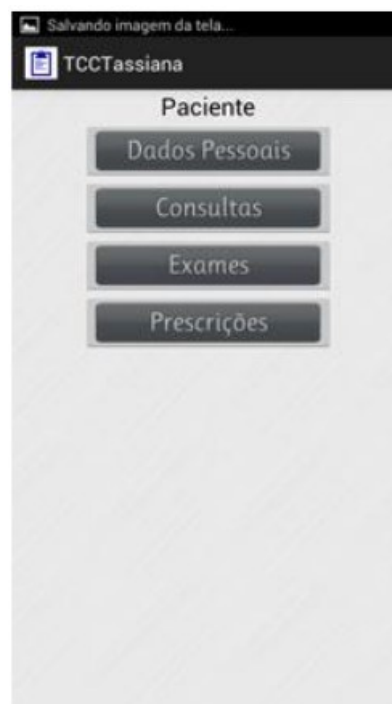 Salvando imagem da tela...
TCCTassiana
Paciente
Dados Pessoais
Consultas
Exames
Prescrições